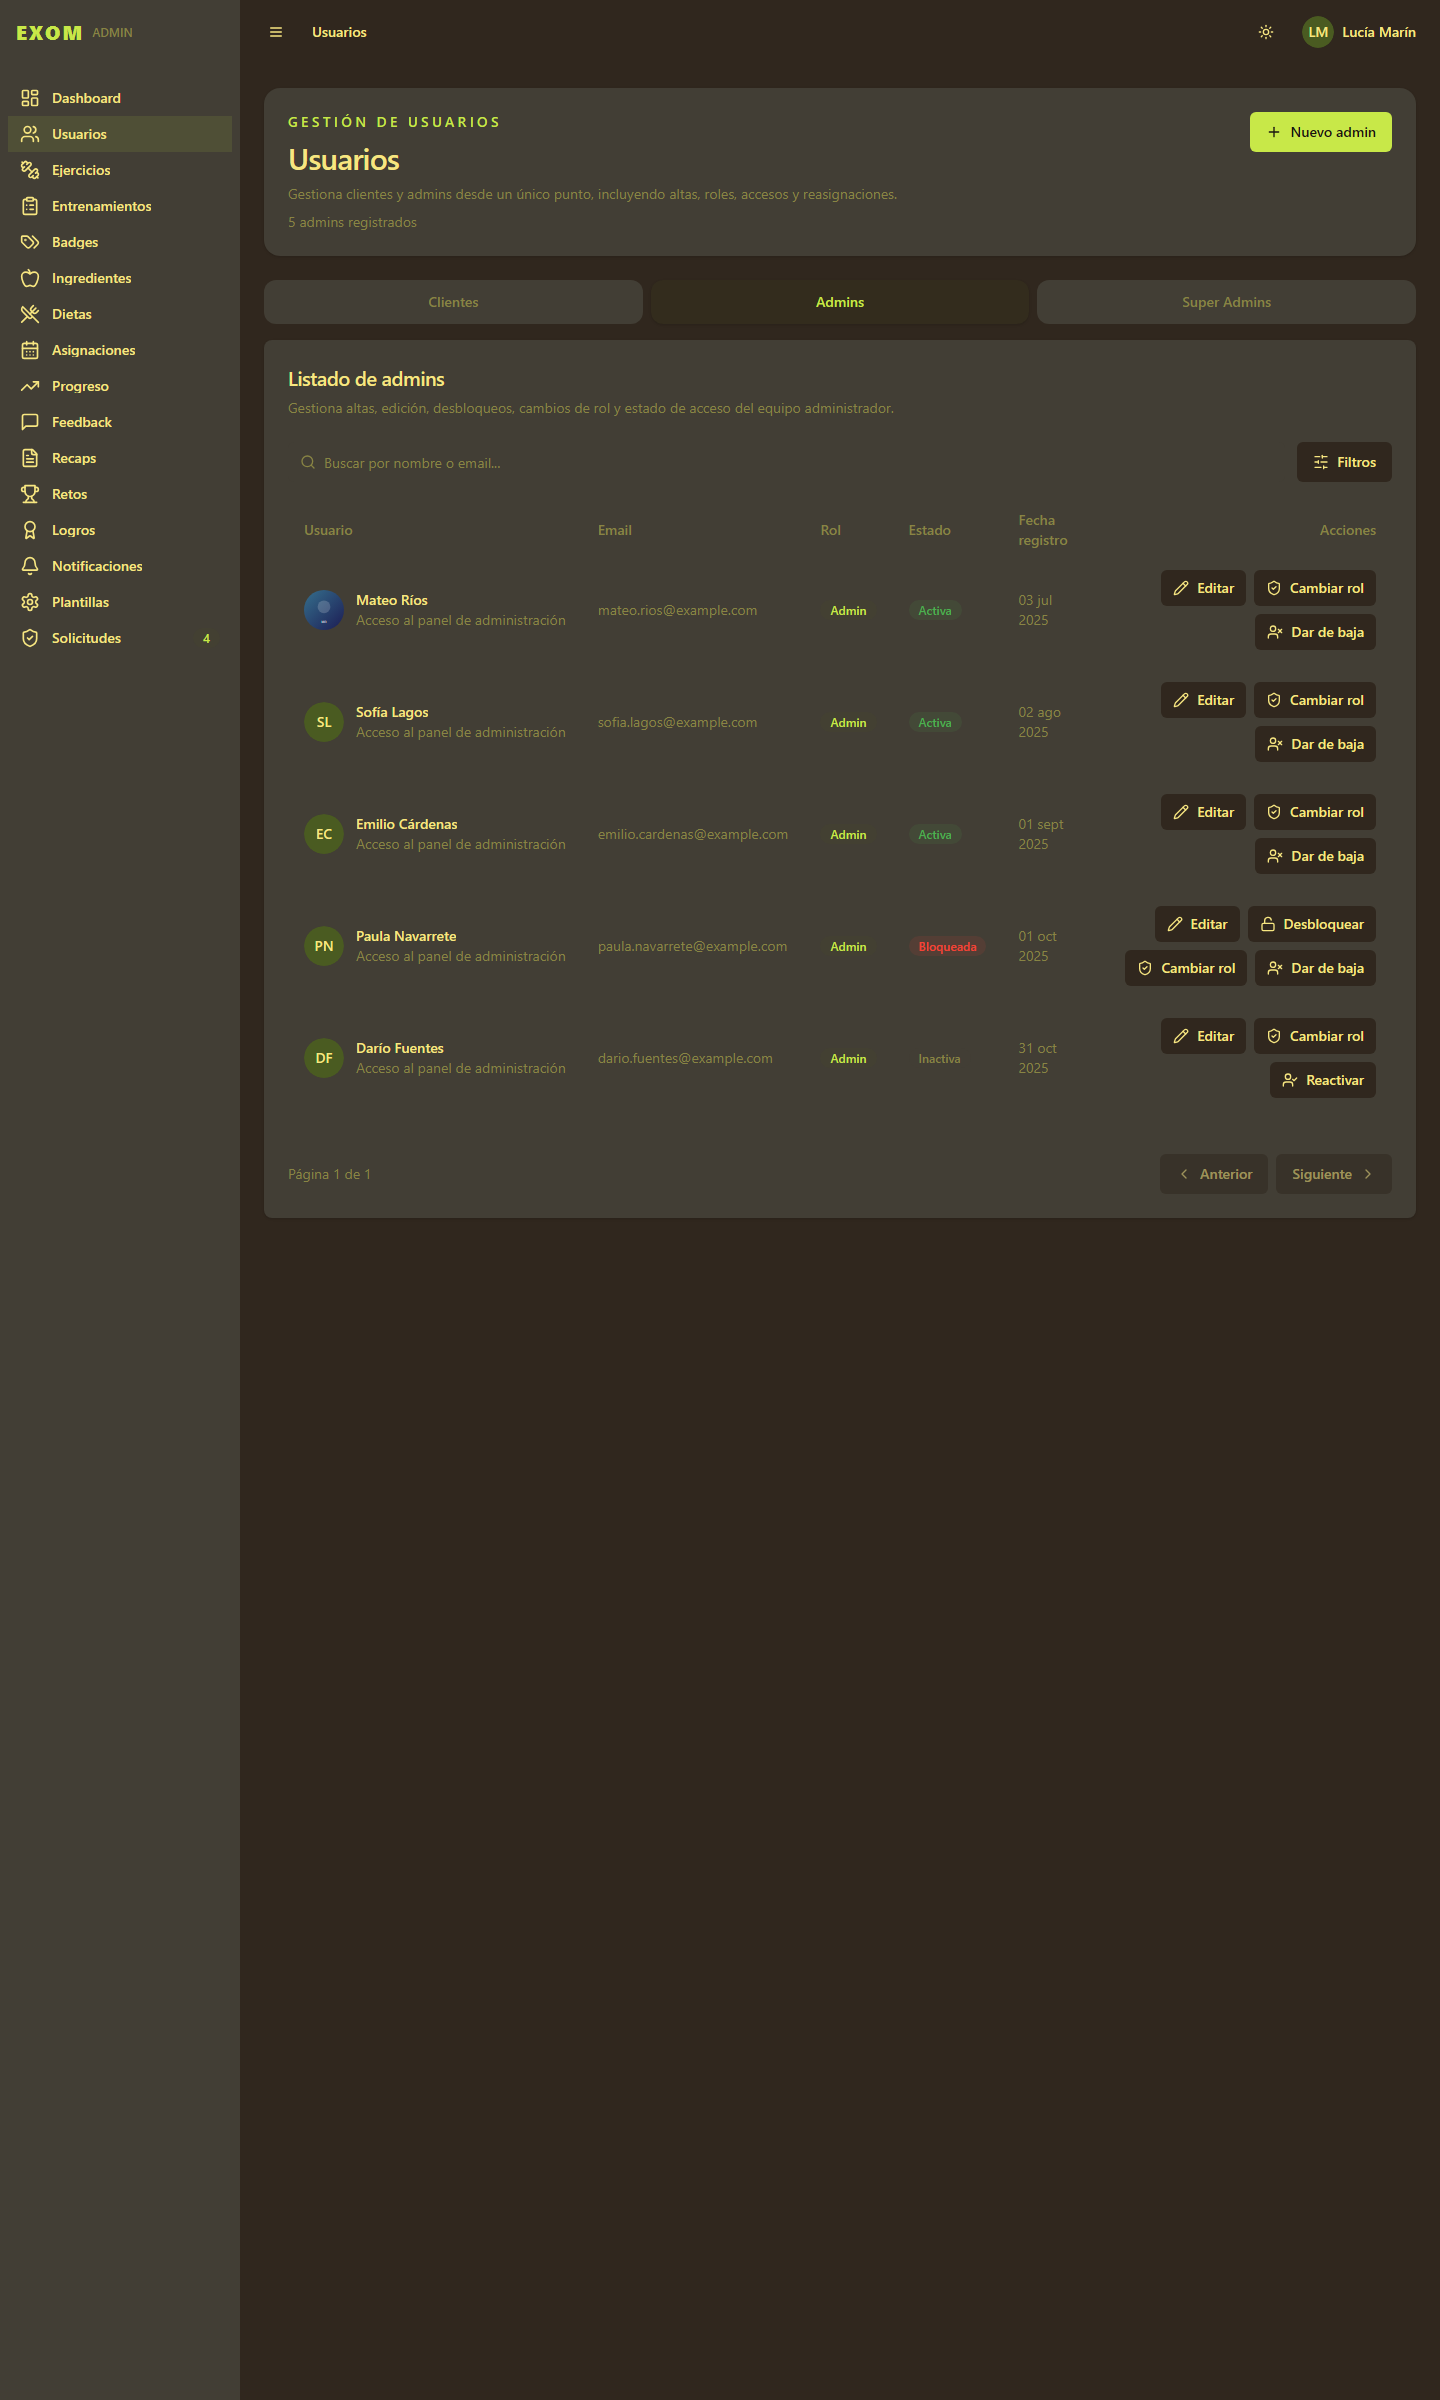 EXOM ADMIN
Dashboard
Usuarios
Ejercicios
Entrenamientos
Badges
Ingredientes
Dietas
Asignaciones
Progreso
Feedback
Recaps
Retos
Logros
Notificaciones
Plantillas
Solicitudes 4
Usuarios
LM Lucía Marín
GESTIÓN DE USUARIOS
Usuarios
Gestiona clientes y admins desde un único punto, incluyendo altas, roles, accesos y reasignaciones.
5 admins registrados
Nuevo admin
Clientes Admins Super Admins
Listado de admins
Gestiona altas, edición, desbloqueos, cambios de rol y estado de acceso del equipo administrador.
Buscar por nombre o email... Filtros
Usuario Email Rol Estado Fecha registro Acciones
Mateo Ríos
Acceso al panel de administración
mateo.rios@example.com Admin Activa 03 jul 2025
Editar Cambiar rol
Dar de baja
SL Sofía Lagos
Acceso al panel de administración
sofia.lagos@example.com Admin Activa 02 ago 2025
Editar Cambiar rol
Dar de baja
EC Emilio Cárdenas
Acceso al panel de administración
emilio.cardenas@example.com Admin Activa 01 sept 2025
Editar Cambiar rol
Dar de baja
PN Paula Navarrete
Acceso al panel de administración
paula.navarrete@example.com Admin Bloqueada 01 oct 2025
Editar Desbloquear
Cambiar rol Dar de baja
DF Darío Fuentes
Acceso al panel de administración
dario.fuentes@example.com Admin Inactiva 31 oct 2025
Editar Cambiar rol
Reactivar
Página 1 de 1 Anterior Siguiente